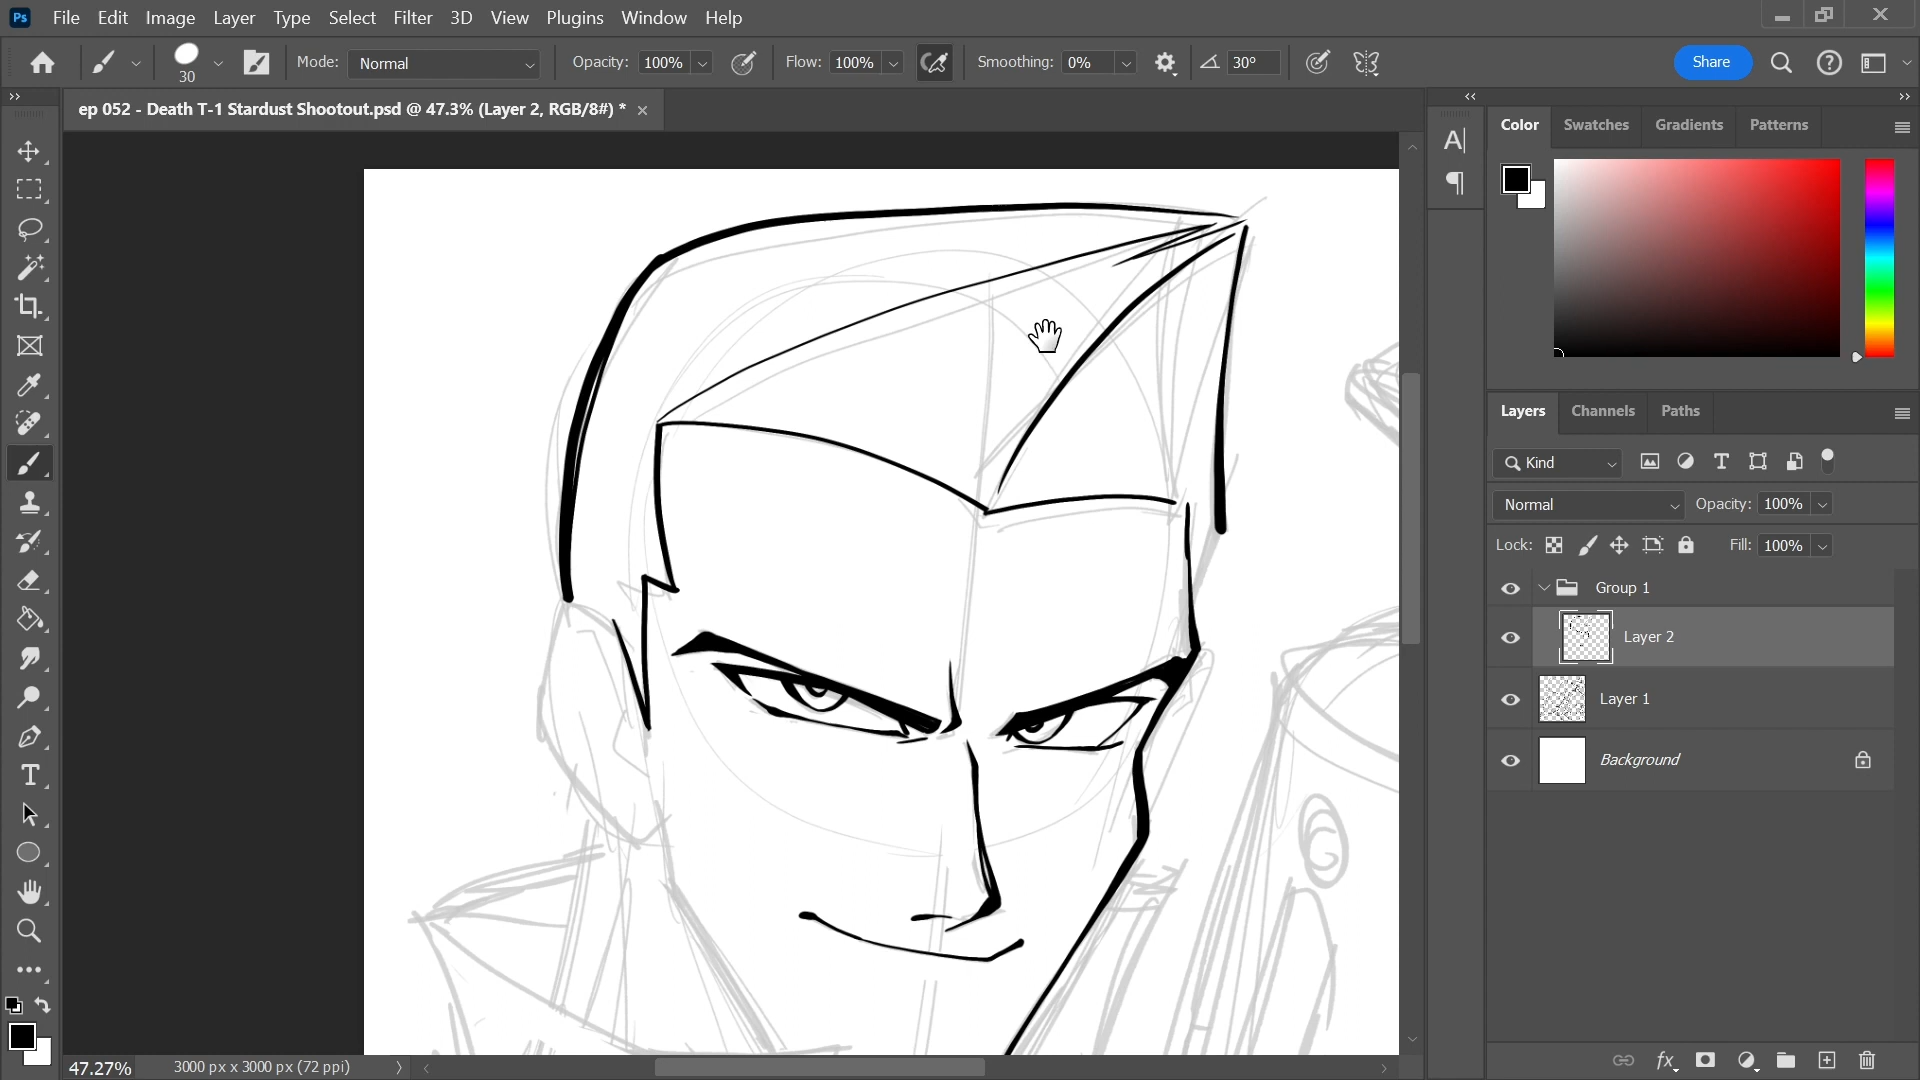 Ps File Edit Image Layer Type Select Filter 3D View Plugins Window Help
30 Mode: Normal Opacity: 100% Flow: 100% Smoothing: 0% 30° Share
ep 052 - Death T-1 Stardust Shootout.psd @ 47.3% (Layer 2, RGB/8#) *
Color Swatches Gradients Patterns
Layers Channels Paths
Kind
Normal Opacity: 100%
Lock: Fill: 100%
Group 1
Layer 2
Layer 1
Background
47.27% 3000 px x 3000 px (72 ppi)